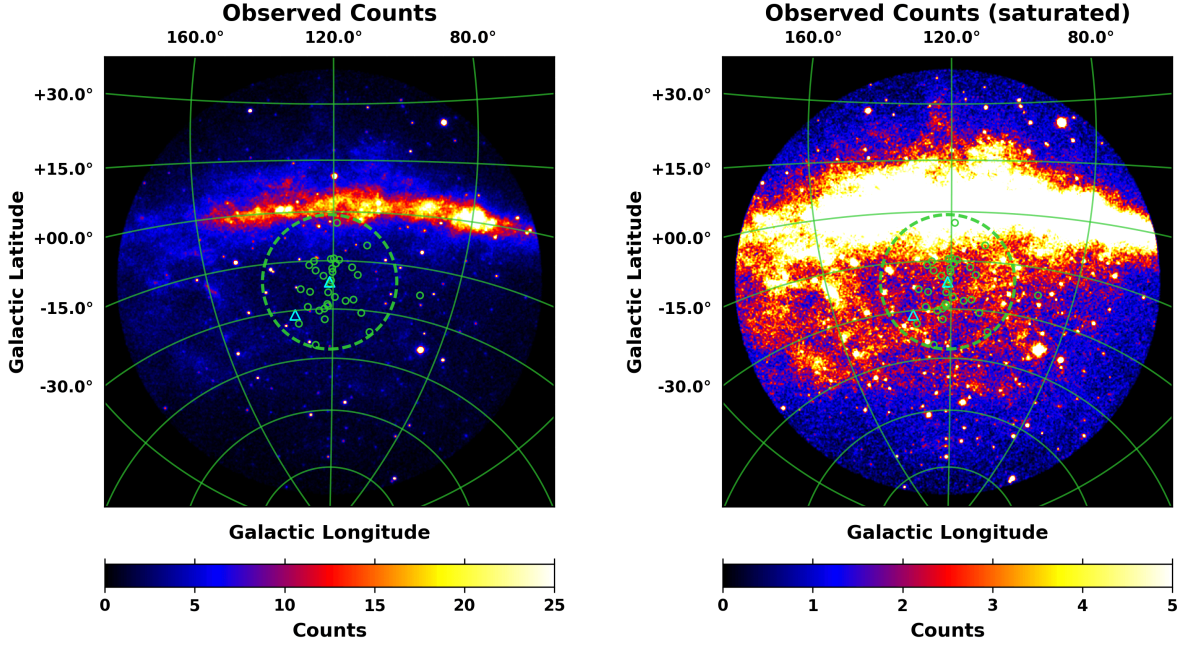 Observed Counts
160.0° 120.0° 80.0°
+30.0°
+15.0°
+00.0°
-15.0°
-30.0°
Galactic Latitude
Galactic Longitude
0 5 10 15 20 25
Counts
Observed Counts (saturated)
160.0° 120.0° 80.0°
+30.0°
+15.0°
+00.0°
-15.0°
-30.0°
Galactic Latitude
Galactic Longitude
0 1 2 3 4 5
Counts